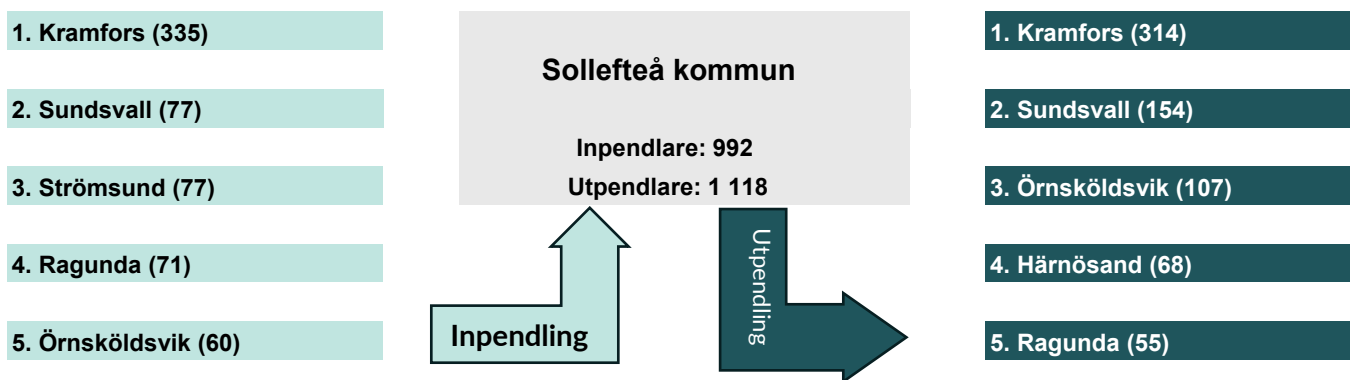 1. Kramfors (335)
2. Sundsvall (77)
3. Strömsund (77)
4. Ragunda (71)
5. Örnsköldsvik (60)
Sollefteå kommun
Inpendlare: 992
Utpendlare: 1 118
Inpendling
Utpendling
1. Kramfors (314)
2. Sundsvall (154)
3. Örnsköldsvik (107)
4. Härnösand (68)
5. Ragunda (55)